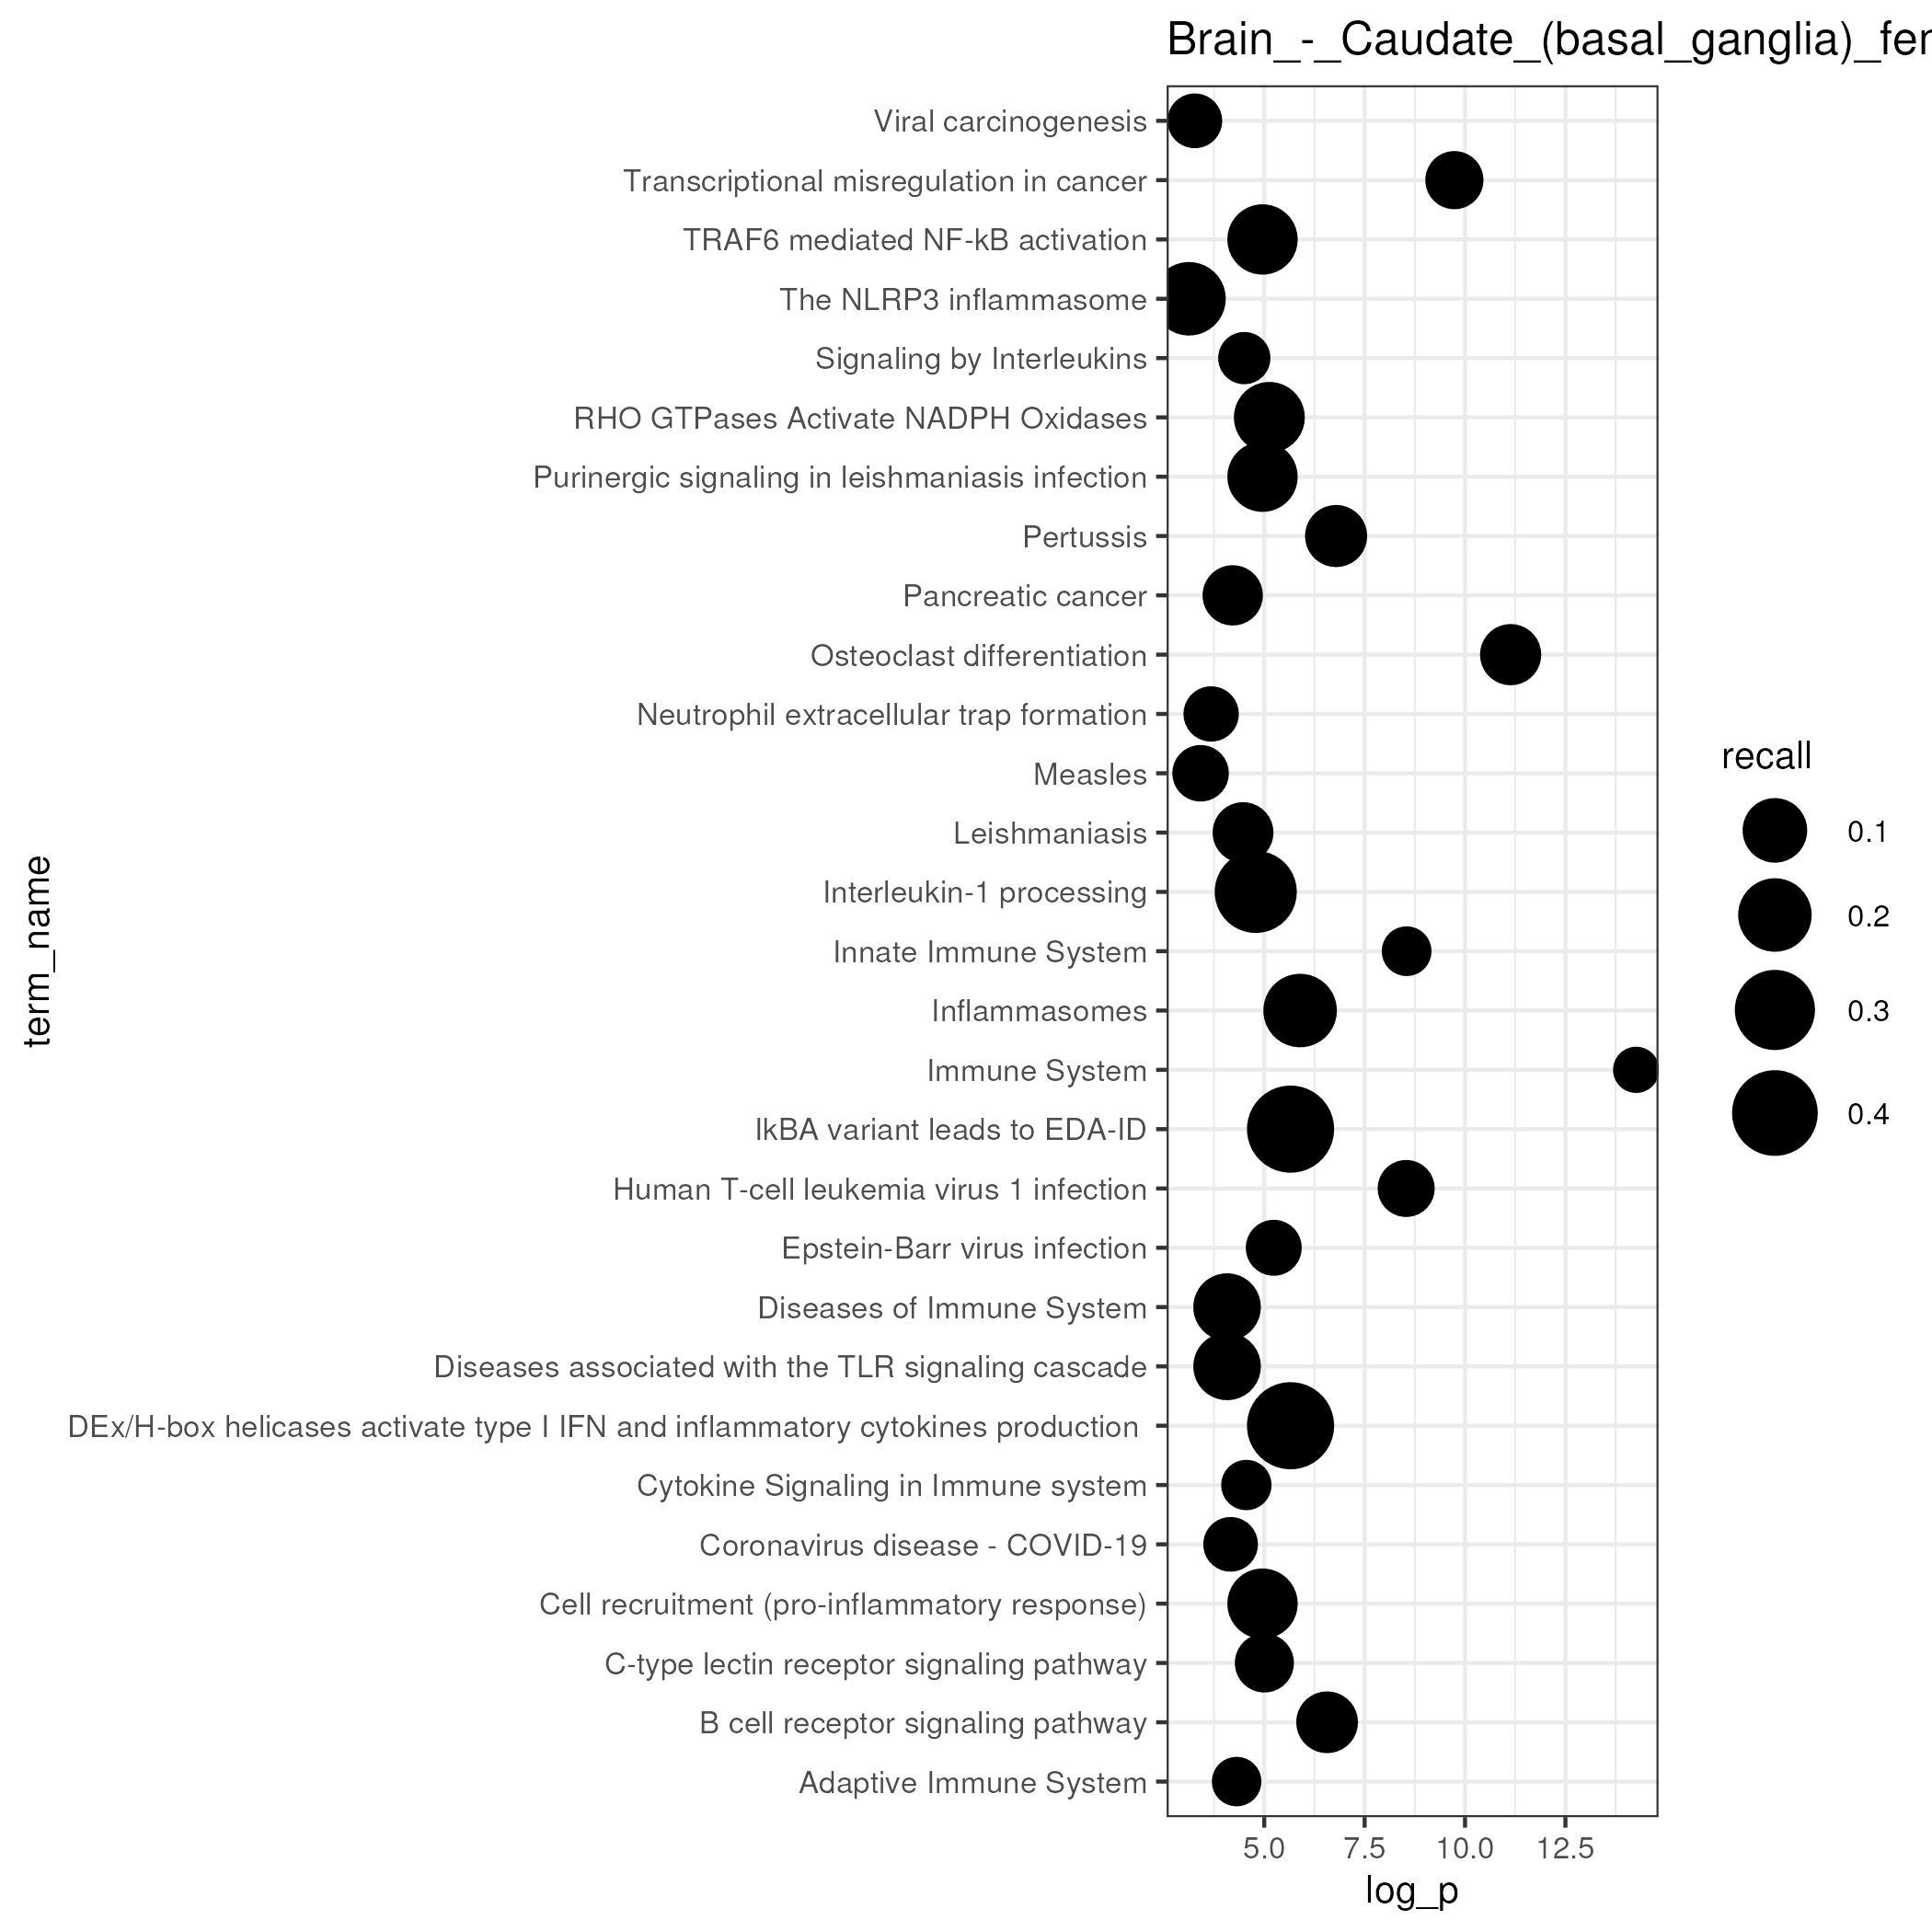 Brain_-_Caudate_(basal_ganglia)_fer
Viral carcinogenesis
Transcriptional misregulation in cancer
TRAF6 mediated NF-kB activation
The NLRP3 inflammasome
Signaling by Interleukins
RHO GTPases Activate NADPH Oxidases
Purinergic signaling in leishmaniasis infection
Pertussis
Pancreatic cancer
Osteoclast differentiation
Neutrophil extracellular trap formation
Measles
Leishmaniasis
Interleukin-1 processing
Innate Immune System
Inflammasomes
Immune System
IkBA variant leads to EDA-ID
Human T-cell leukemia virus 1 infection
Epstein-Barr virus infection
Diseases of Immune System
Diseases associated with the TLR signaling cascade
DEx/H-box helicases activate type I IFN and inflammatory cytokines production
Cytokine Signaling in Immune system
Coronavirus disease - COVID-19
Cell recruitment (pro-inflammatory response)
C-type lectin receptor signaling pathway
B cell receptor signaling pathway
Adaptive Immune System
term_name
5.0 7.5 10.0 12.5
log_p
recall
0.1
0.2
0.3
0.4